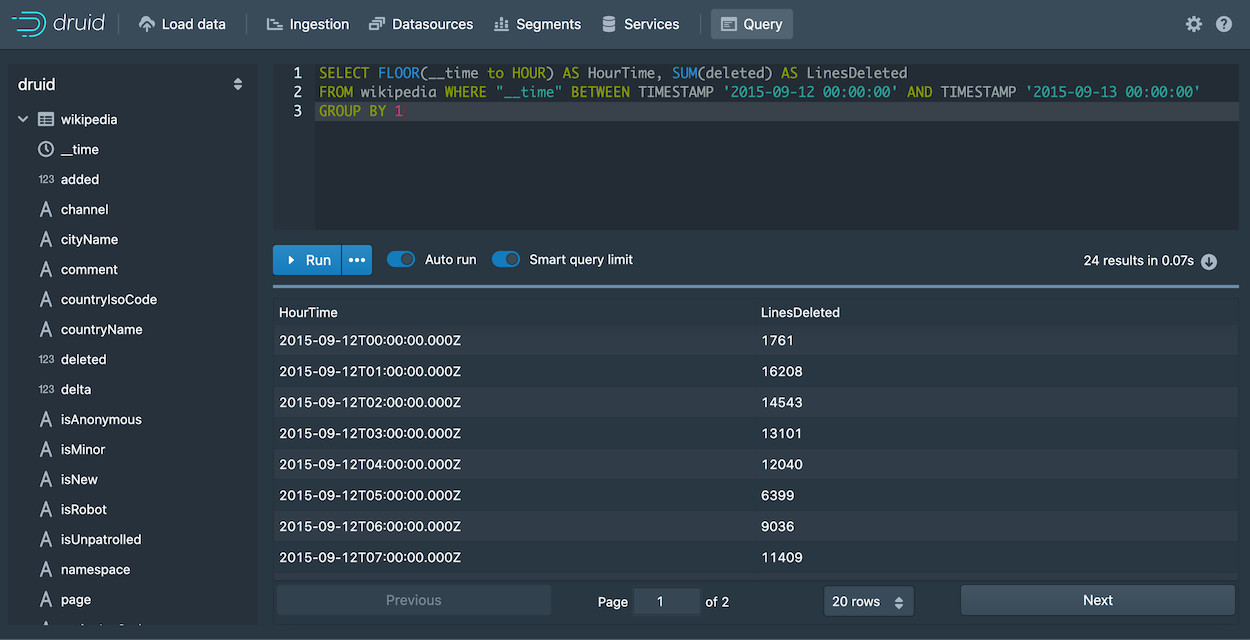 druid Load data Ingestion Datasources Segments Services Query
druid
wikipedia
__time
123 added
A channel
A cityName
A comment
A countryIsoCode
A countryName
123 deleted
123 delta
A isAnonymous
A isMinor
A isNew
A isRobot
A isUnpatrolled
A namespace
A page
1 SELECT FLOOR(__time to HOUR) AS HourTime, SUM(deleted) AS LinesDeleted
2 FROM wikipedia WHERE "__time" BETWEEN TIMESTAMP '2015-09-12 00:00:00' AND TIMESTAMP '2015-09-13 00:00:00'
3 GROUP BY 1
Run ••• Auto run Smart query limit 24 results in 0.07s
HourTime LinesDeleted
2015-09-12T00:00:00.000Z 1761
2015-09-12T01:00:00.000Z 16208
2015-09-12T02:00:00.000Z 14543
2015-09-12T03:00:00.000Z 13101
2015-09-12T04:00:00.000Z 12040
2015-09-12T05:00:00.000Z 6399
2015-09-12T06:00:00.000Z 9036
2015-09-12T07:00:00.000Z 11409
Previous Page 1 of 2 20 rows Next